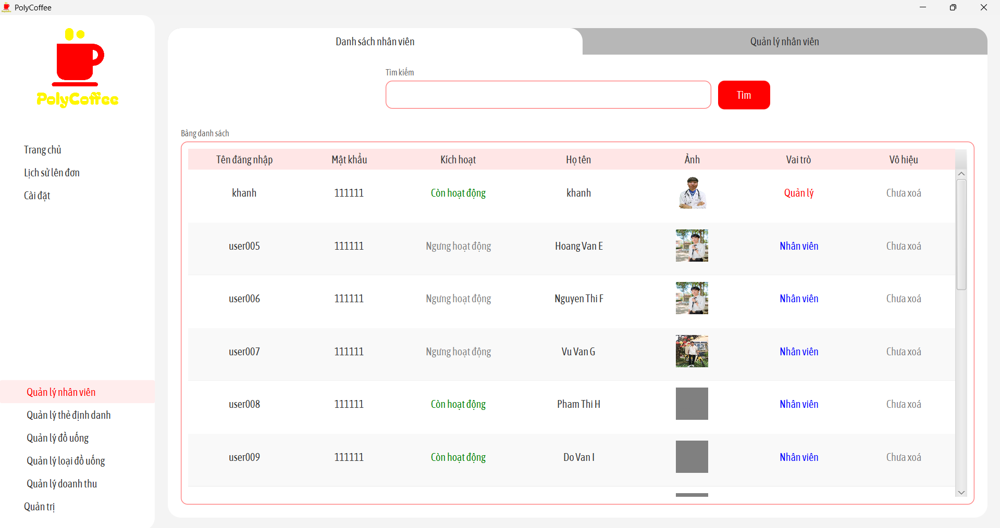 PolyCoffee
PolyCoffee
Trang chủ
Lịch sử lên đơn
Cài đặt
Quản lý nhân viên
Quản lý thẻ định danh
Quản lý đồ uống
Quản lý loại đồ uống
Quản lý doanh thu
Quản trị
Danh sách nhân viên Quản lý nhân viên
Tìm kiếm
Tìm
Bảng danh sách
Tên đăng nhập Mật khẩu Kích hoạt Họ tên Ảnh Vai trò Vô hiệu
khanh 111111 Còn hoạt động khanh Quản lý Chưa xoá
user005 111111 Ngưng hoạt động Hoang Van E Nhân viên Chưa xoá
user006 111111 Ngưng hoạt động Nguyen Thi F Nhân viên Chưa xoá
user007 111111 Ngưng hoạt động Vu Van G Nhân viên Chưa xoá
user008 111111 Còn hoạt động Pham Thi H Nhân viên Chưa xoá
user009 111111 Còn hoạt động Do Van I Nhân viên Chưa xoá